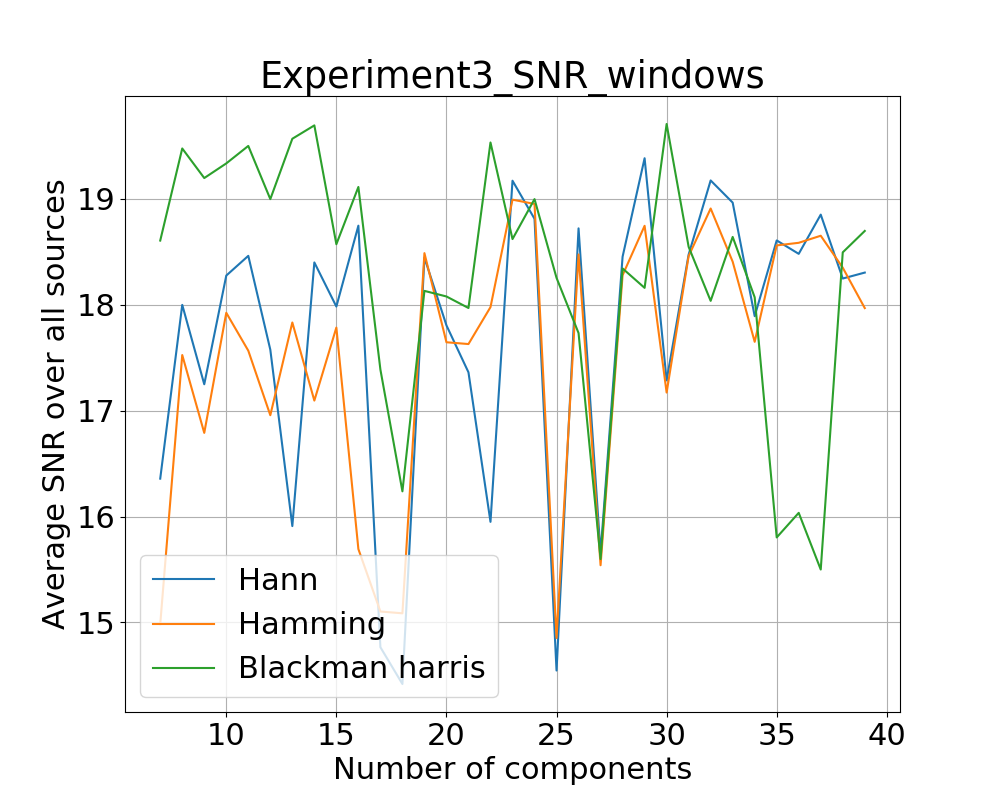 Experiment3_SNR_windows
Average SNR over all sources
19
18
17
16
15
Hann
Hamming
Blackman harris
10 15 20 25 30 35 40
Number of components